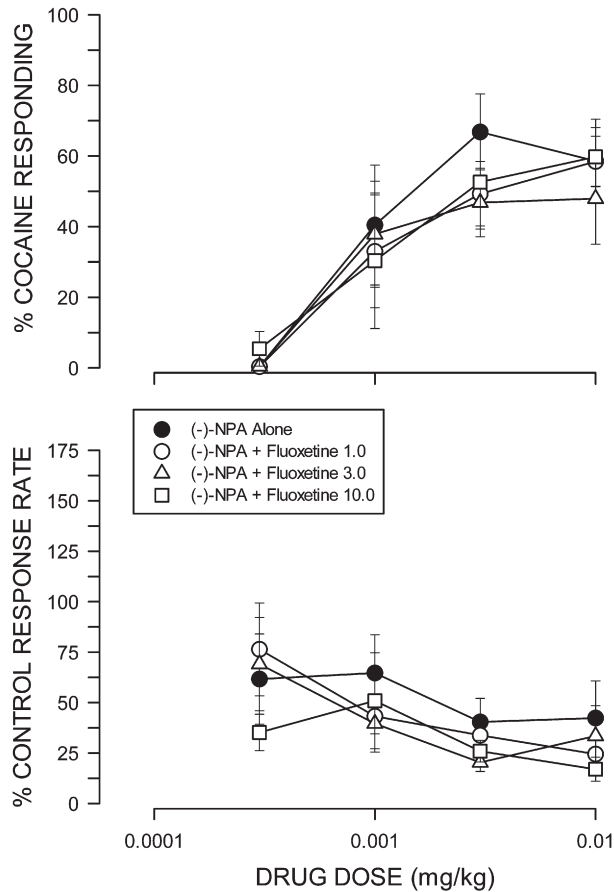 100
80
60
40
20
0
% COCAINE RESPONDING
(-)-NPA Alone
(-)-NPA + Fluoxetine 1.0
(-)-NPA + Fluoxetine 3.0
(-)-NPA + Fluoxetine 10.0
175
150
125
100
75
50
25
0
% CONTROL RESPONSE RATE
0.0001 0.001 0.01
DRUG DOSE (mg/kg)